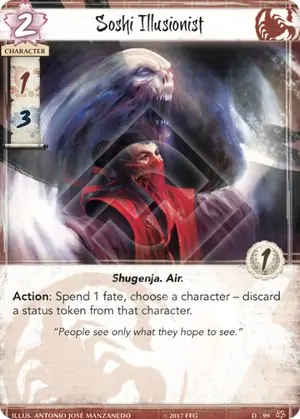 Soshi Illusionist
2
CHARACTER
1
3
1
Shugenja. Air.
Action: Spend 1 fate, choose a character – discard
a status token from that character.
"People see only what they hope to see."
ILLUS. ANTONIO JOSÉ MANZANEDO
© 2017 FFG
D 99